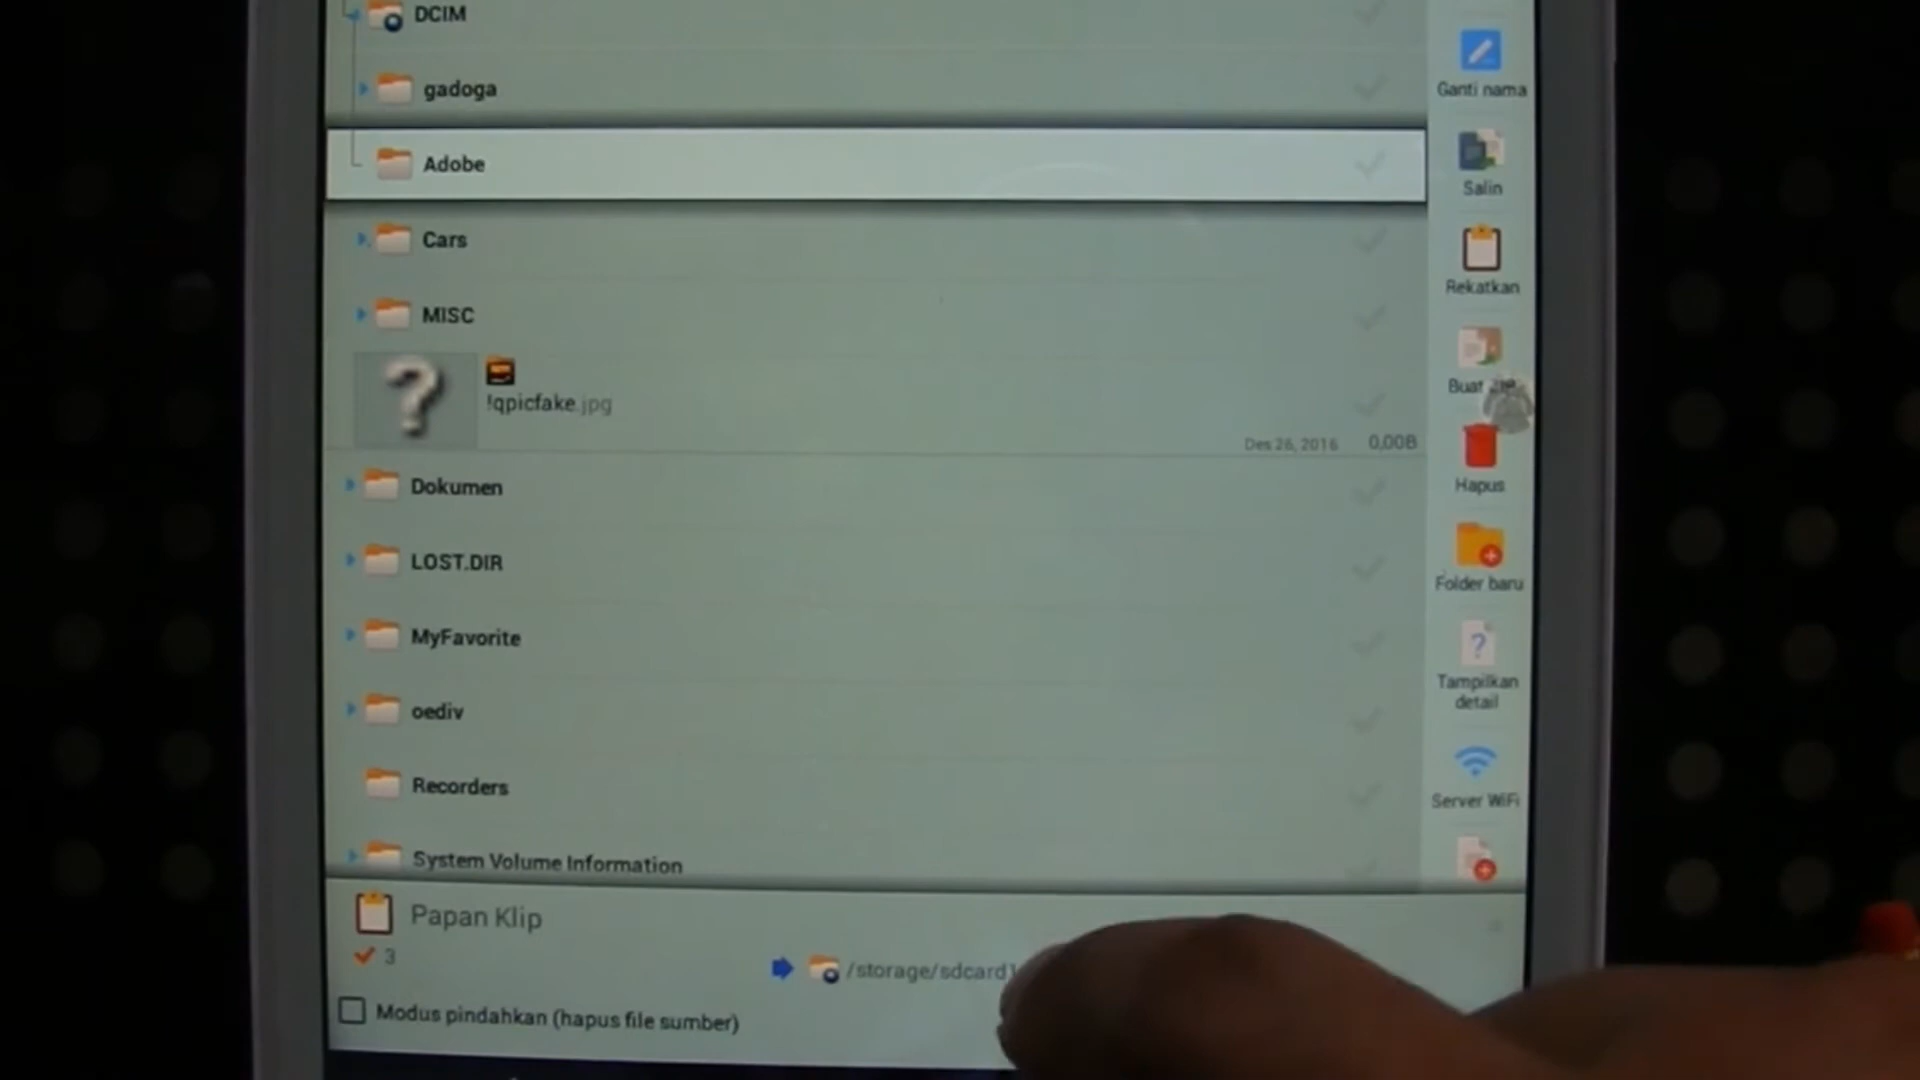 DCIM
gadoga
Adobe
Cars
MISC
!qpicfake.jpg
Des 26, 2016 0,00B
Dokumen
LOST.DIR
MyFavorite
oediv
Recorders
System Volume Information
Papan Klip
3
/storage/sdcard1
Modus pindahkan (hapus file sumber)
Ganti nama
Salin
Rekatkan
Buat
Hapus
Folder baru
Tampilkan
detail
Server WiFi